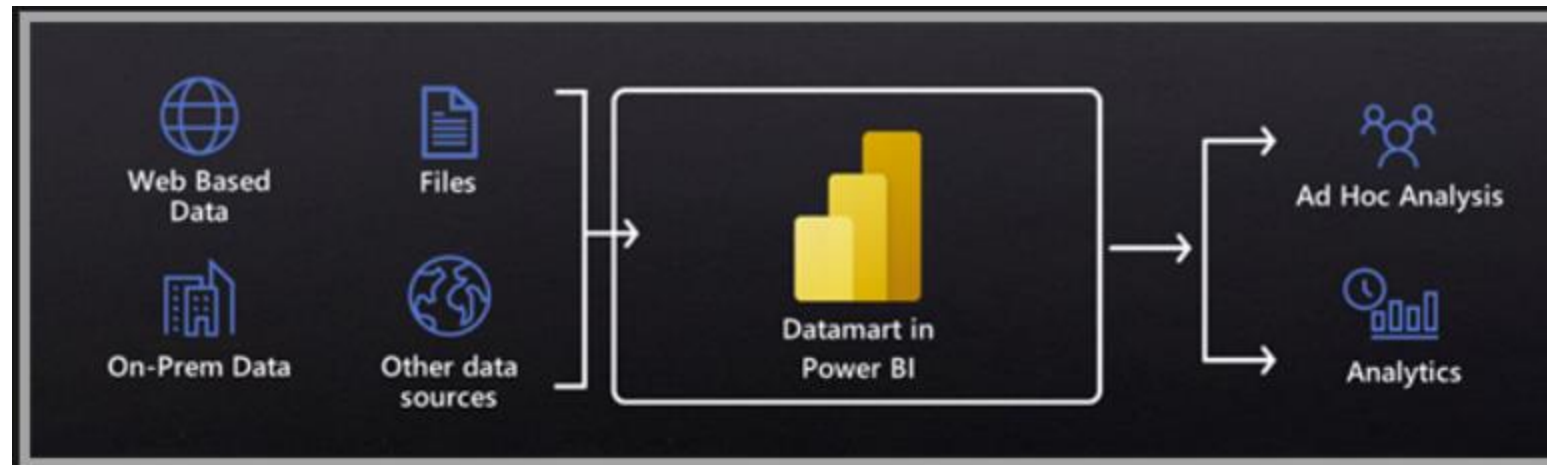 Web Based
Data
Files
On-Prem Data
Other data
sources
Datamart in
Power BI
Ad Hoc Analysis
Analytics